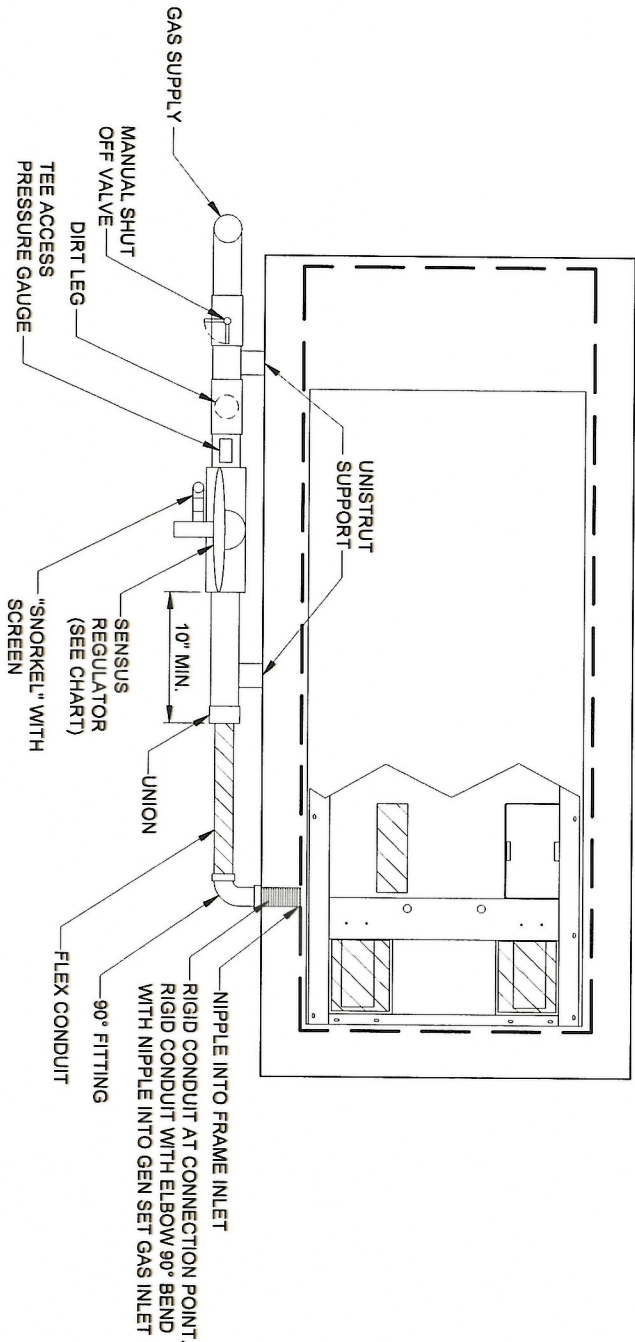 GAS SUPPLY
MANUAL SHUT
OFF VALVE
DIRT LEG
TEE ACCESS
PRESSURE GAUGE
UNISTRUT
SUPPORT
10" MIN.
SENSUS
REGULATOR
(SEE CHART)
"SNORKEL" WITH
SCREEN
UNION
NIPPLE INTO FRAME INLET
RIGID CONDUIT AT CONNECTION POINT.
RIGID CONDUIT WITH ELBOW 90° BEND
WITH NIPPLE INTO GEN SET GAS INLET
90° FITTING
FLEX CONDUIT